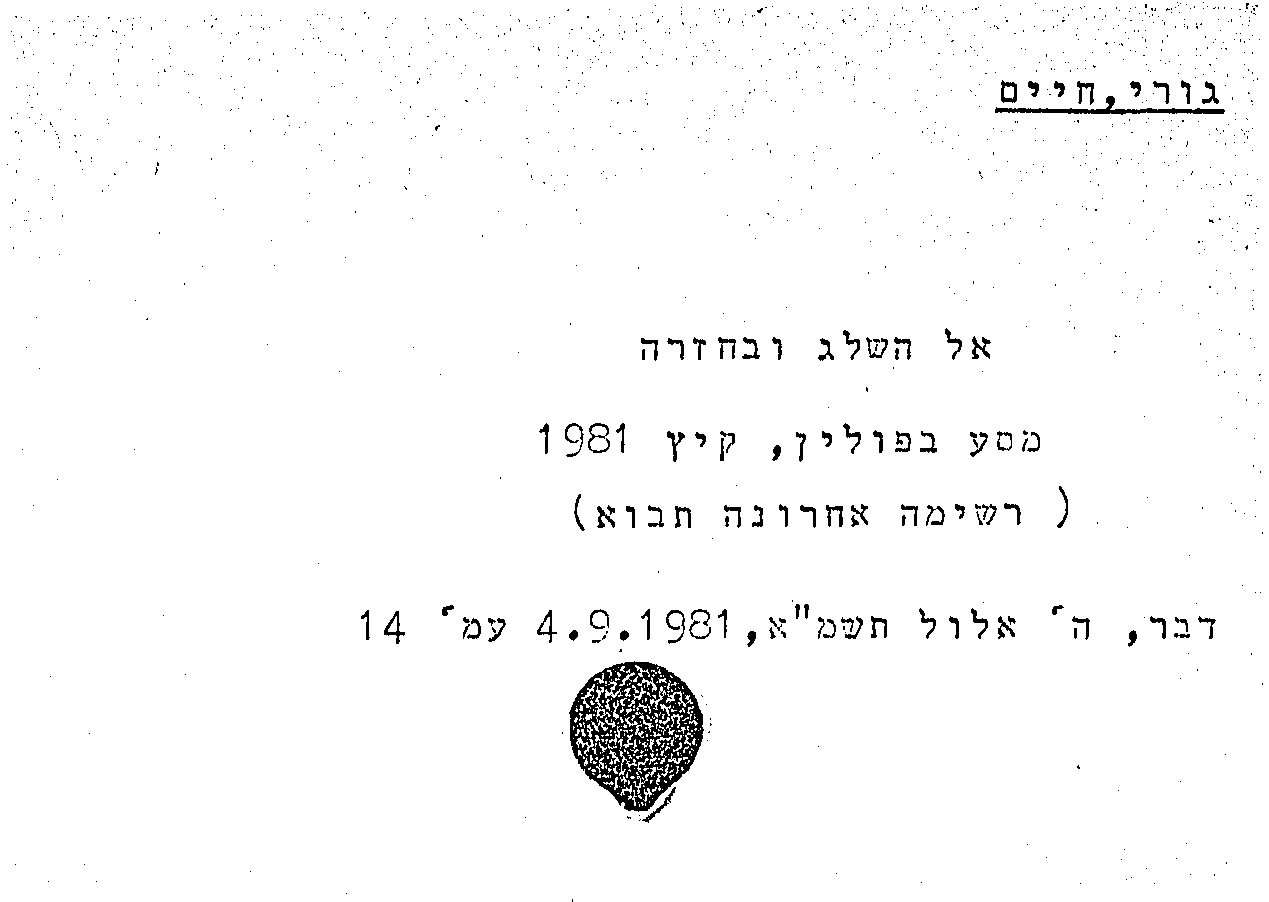 גורי,חיים
אל השלג ובחזרה
מסע בפולין, קיץ 1981
( רשימה אחרונה תבוא)
דבר, ה' אלול תשמ"א,4.9.1981 עמ' 14